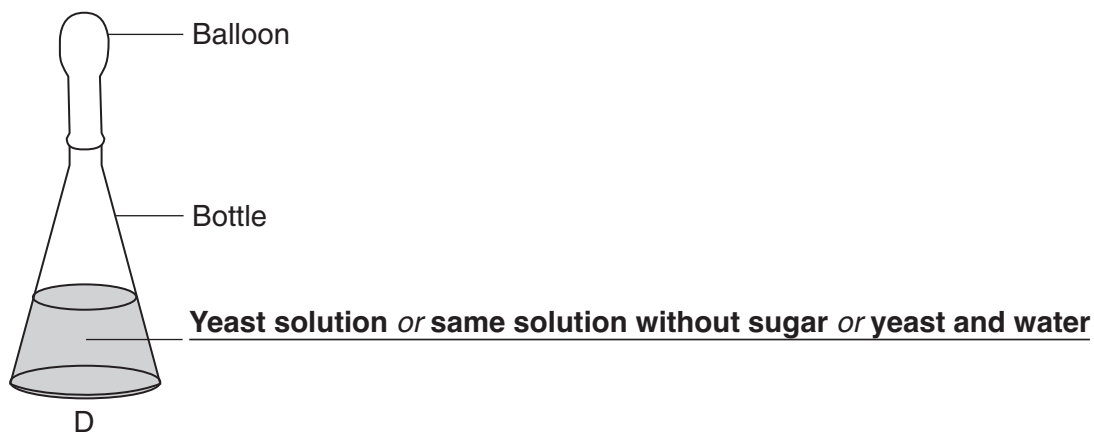 Balloon
Bottle
Yeast solution or same solution without sugar or yeast and water
D